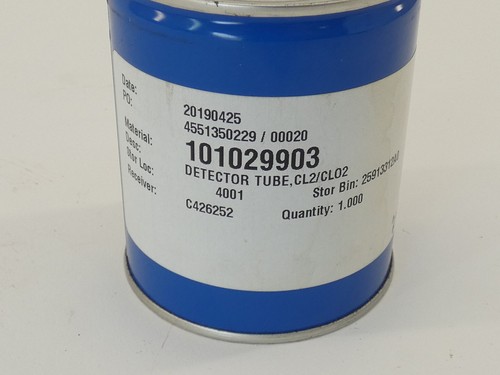 Date: 20190425
PO: 4551350229 / 00020
Material: 101029903
Desc: DETECTOR TUBE,CL2/CLO2
Stor Loc: 4001 Stor Bin:
Receiver: C426252 Quantity: 1.000